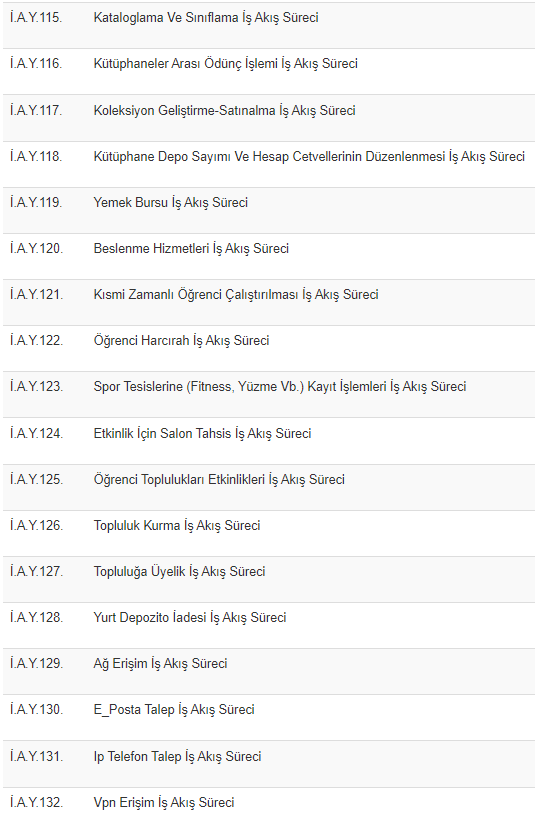 İ.A.Y.115. Kataloglama Ve Sınıflama İş Akış Süreci
İ.A.Y.116. Kütüphaneler Arası Ödünç İşlemi İş Akış Süreci
İ.A.Y.117. Koleksiyon Geliştirme-Satınalma İş Akış Süreci
İ.A.Y.118. Kütüphane Depo Sayımı Ve Hesap Cetvellerinin Düzenlenmesi İş Akış Süreci
İ.A.Y.119. Yemek Bursu İş Akış Süreci
İ.A.Y.120. Beslenme Hizmetleri İş Akış Süreci
İ.A.Y.121. Kısmi Zamanlı Öğrenci Çalıştırılması İş Akış Süreci
İ.A.Y.122. Öğrenci Harcırah İş Akış Süreci
İ.A.Y.123. Spor Tesislerine (Fitness, Yüzme Vb.) Kayıt İşlemleri İş Akış Süreci
İ.A.Y.124. Etkinlik İçin Salon Tahsis İş Akış Süreci
İ.A.Y.125. Öğrenci Toplulukları Etkinlikleri İş Akış Süreci
İ.A.Y.126. Topluluk Kurma İş Akış Süreci
İ.A.Y.127. Topluluğa Üyelik İş Akış Süreci
İ.A.Y.128. Yurt Depozito İadesi İş Akış Süreci
İ.A.Y.129. Ağ Erişim İş Akış Süreci
İ.A.Y.130. E_Posta Talep İş Akış Süreci
İ.A.Y.131. Ip Telefon Talep İş Akış Süreci
İ.A.Y.132. Vpn Erişim İş Akış Süreci